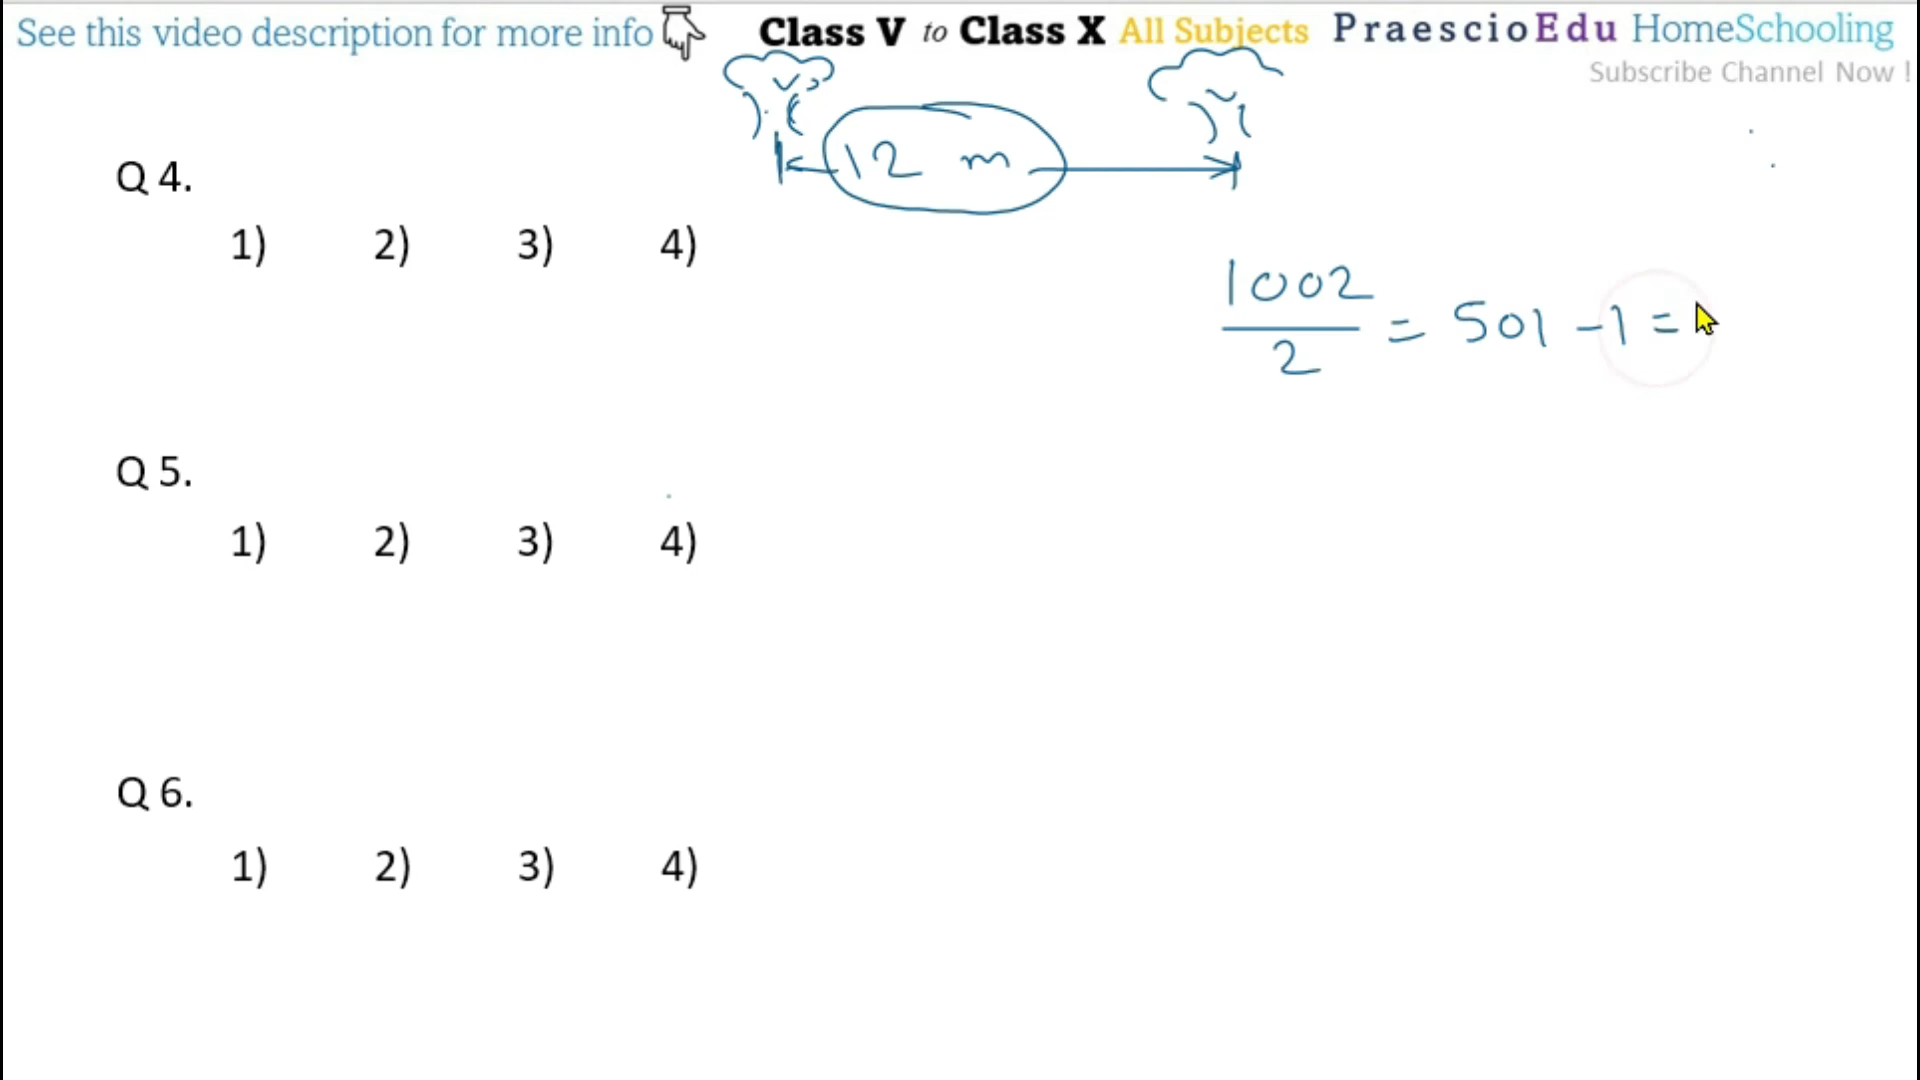 See this video description for more info Class V to Class X All Subjects PraescioEdu HomeSchooling
Subscribe Channel Now !
12 m
Q 4.
1) 2) 3) 4)
1002
2
= 501 - 1 =
Q 5.
1) 2) 3) 4)
Q 6.
1) 2) 3) 4)